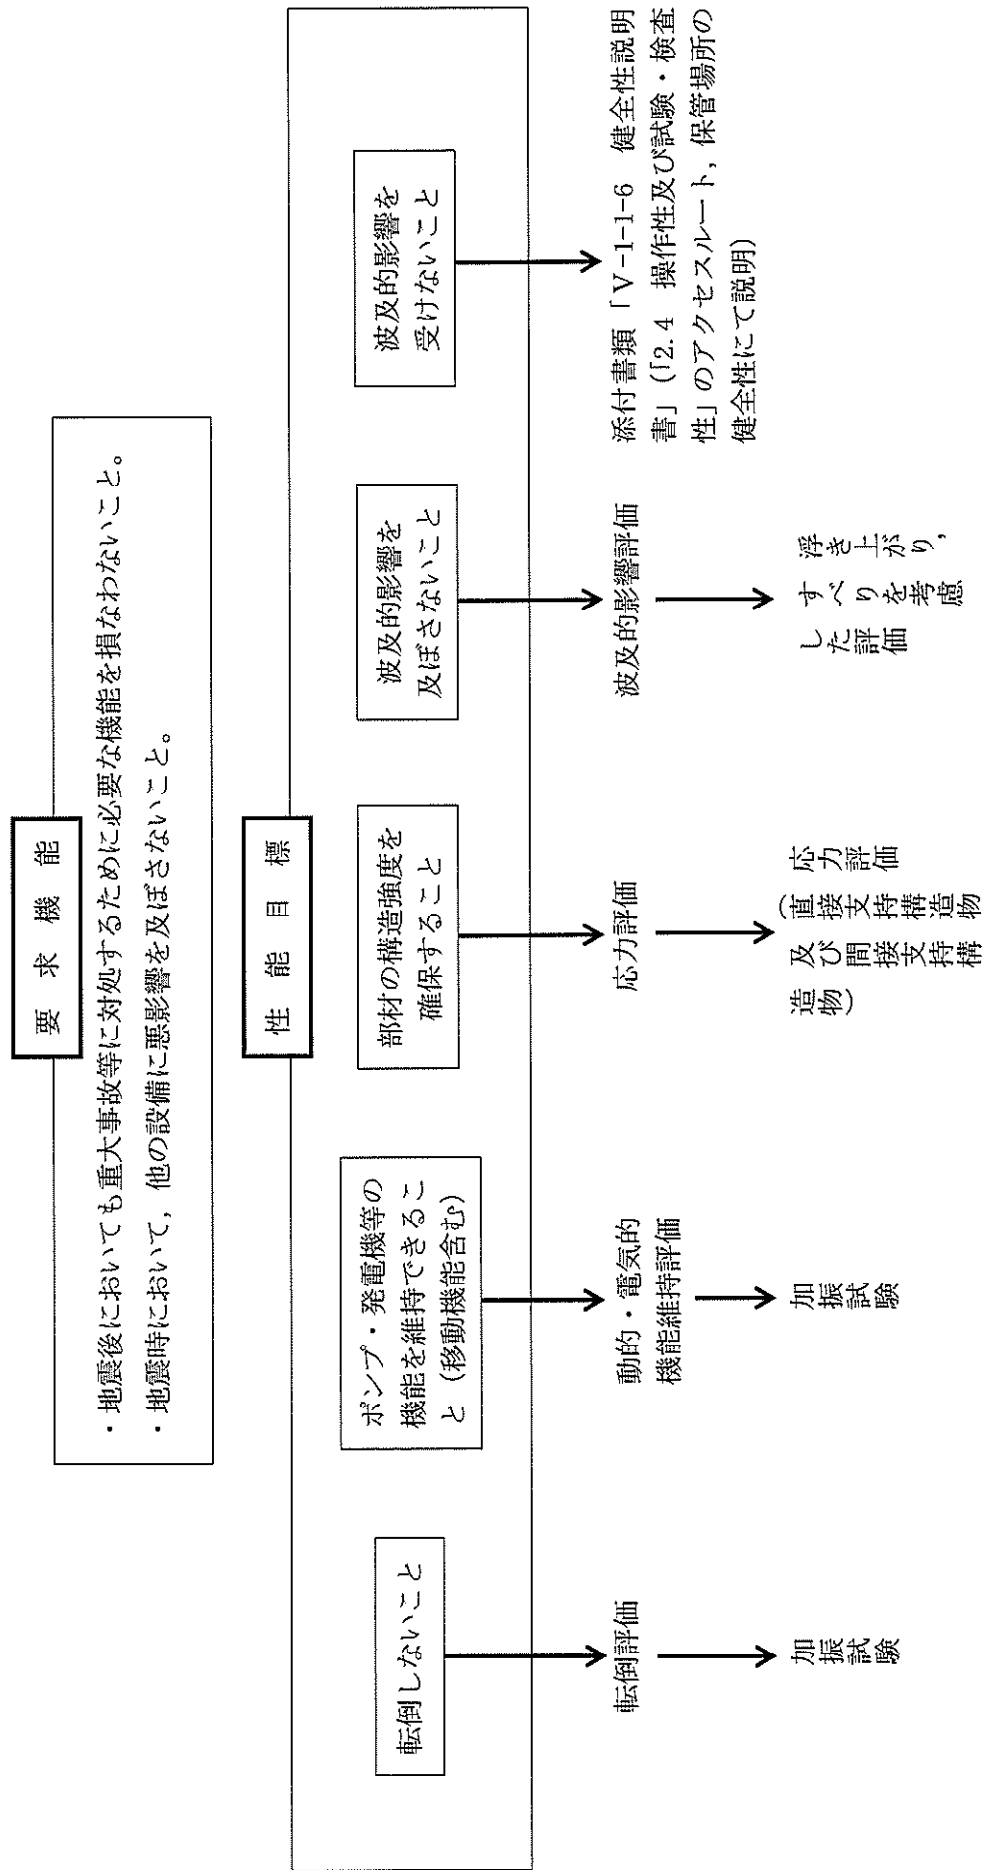 要求機能
・地震後においても重大事故等に対処するために必要な機能を損なわないこと。
・地震時において，他の設備に悪影響を及ぼさないこと。
性能目標
転倒しないこと
転倒評価
加振試験
ポンプ・発電機等の
機能を維持できるこ
と（移動機能含む）
動的・電気的
機能維持評価
加振試験
部材の構造強度を
確保すること
応力評価
応力評価
（直接支持構造物
及び間接支持構
造物）
波及的影響を
及ぼさないこと
波及的影響評価
浮き上がり，
すべりを考慮
した評価
波及的影響を
受けないこと
添付書類「V-1-1-6 健全性説明
書」（「2.4 操作性及び試験・検査
性」のアクセスルート，保管場所の
健全性にて説明）